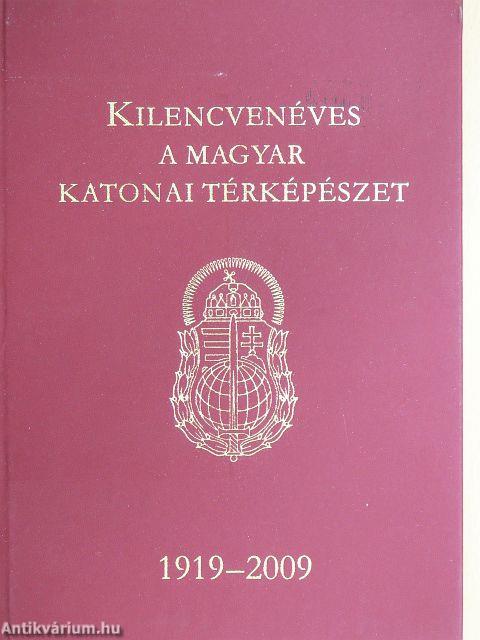 KILENCVENÉVES
A MAGYAR
KATONAI TÉRKÉPÉSZET
1919–2009
Antikvárium.hu